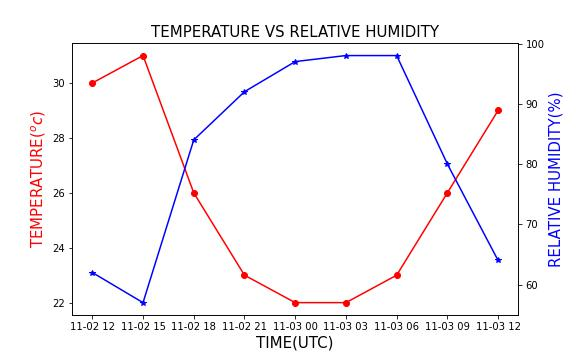 TEMPERATURE VS RELATIVE HUMIDITY
TEMPERATURE(°c)
30
28
26
24
22
100
90
80
70
60
RELATIVE HUMIDITY(%)
11-02 12 11-02 15 11-02 18 11-02 21 11-03 00 11-03 03 11-03 06 11-03 09 11-03 12
TIME(UTC)